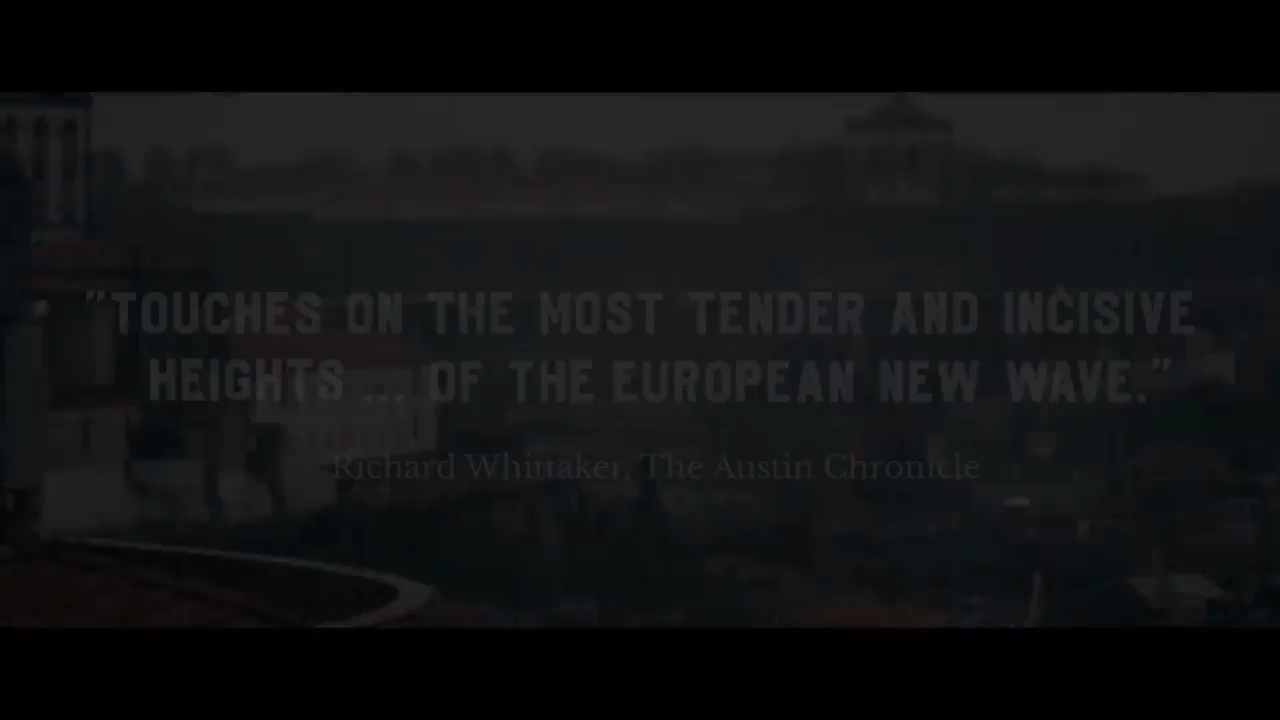 "TOUCHES ON THE MOST TENDER AND INCISIVE
HEIGHTS ... OF THE EUROPEAN NEW WAVE."
Richard Whittaker, The Austin Chronicle